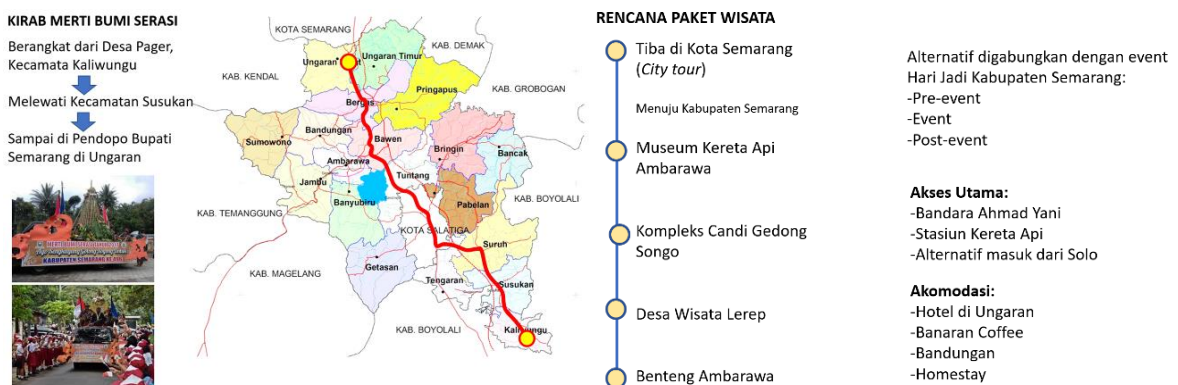 KIRAB MERTI BUMI SERASI
Berangkat dari Desa Pager,
Kecamata Kaliwungu
Melewati Kecamatan Susukan
Sampai di Pendopo Bupati
Semarang di Ungaran
KABUPATEN SEMARANG
KOTA SEMARANG
KAB. DEMAK
Ungaran Timur
Ungaran
KAB. KENDAL
Pringapus
KAB. GROBOGAN
Bergas
Bandungan
Sumowono
Bawen
Bringin
Bancak
Ambarawa
Tuntang
Jambu
Banyubiru
Pabelan
KAB. BOYOLALI
KAB. TEMANGGUNG
KOTA SALATIGA
Suruh
Getasan
KAB. MAGELANG
Tengaran
Susukan
KAB. BOYOLALI
Kaliwungu
RENCANA PAKET WISATA
Tiba di Kota Semarang
(City tour)
Menuju Kabupaten Semarang
Museum Kereta Api
Ambarawa
Kompleks Candi Gedong
Songo
Desa Wisata Lerep
Benteng Ambarawa
Alternatif digabungkan dengan event
Hari Jadi Kabupaten Semarang:
-Pre-event
-Event
-Post-event
Akses Utama:
-Bandara Ahmad Yani
-Stasiun Kereta Api
-Alternatif masuk dari Solo
Akomodasi:
-Hotel di Ungaran
-Banaran Coffee
-Bandungan
-Homestay